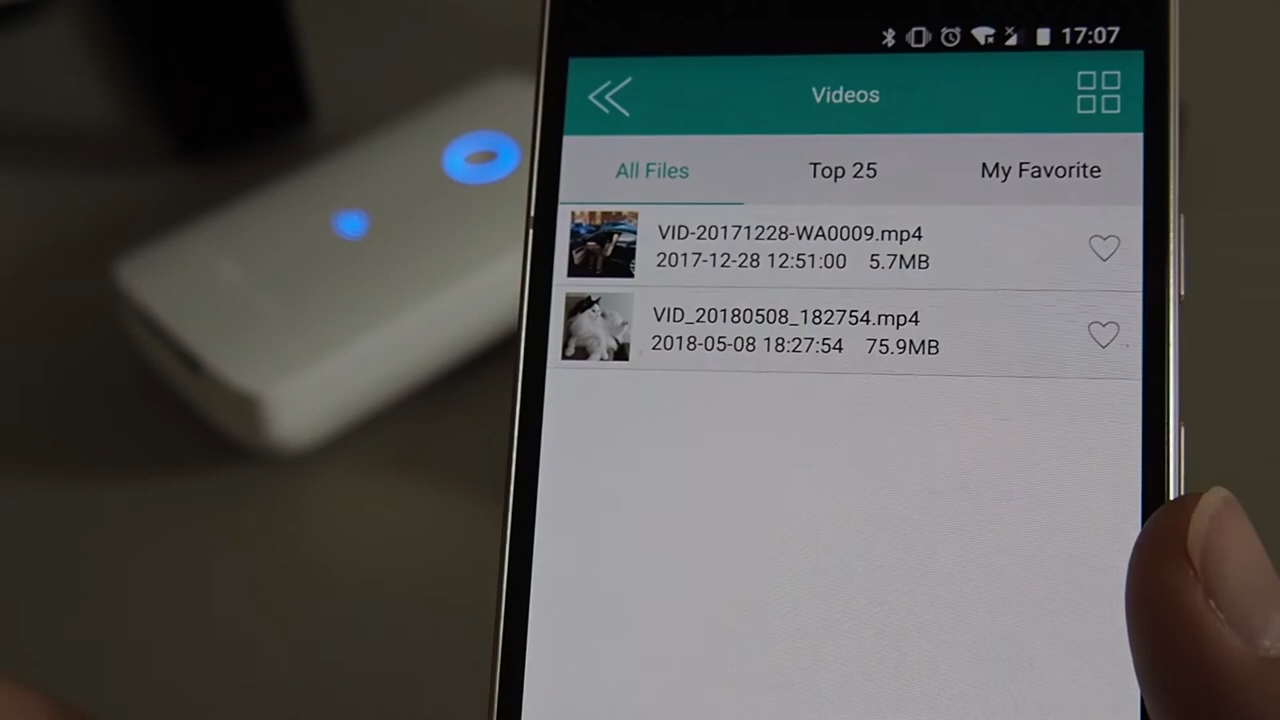 17:07
Videos
All Files Top 25 My Favorite
VID-20171228-WA0009.mp4
2017-12-28 12:51:00 5.7MB
VID_20180508_182754.mp4
2018-05-08 18:27:54 75.9MB